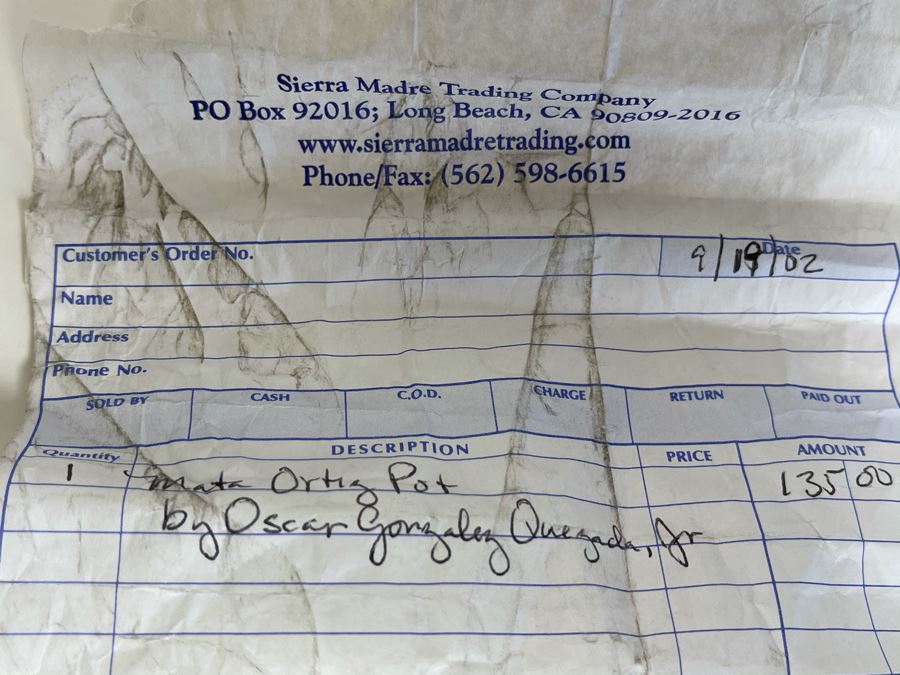 Sierra Madre Trading Company
PO Box 92016; Long Beach, CA 90809-2016
www.sierramadretrading.com
Phone/Fax: (562) 598-6615
Customer's Order No.
Date 9/19/02
Name
Address
Phone No.
SOLD BY CASH C.O.D. CHARGE RETURN PAID OUT
Quantity DESCRIPTION PRICE AMOUNT
1 Mata Ortiz Pot 135 00
by Oscar Gonzalez Quezada, Jr